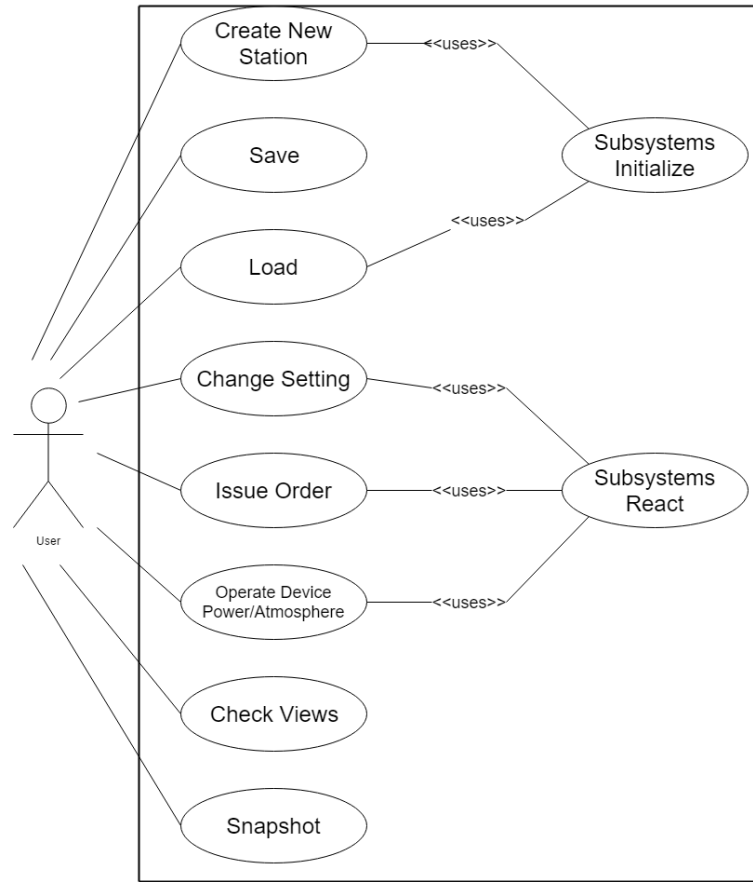 Create New
Station
<<uses>>
Save
Subsystems
Initialize
<<uses>>
Load
Change Setting
<<uses>>
Issue Order
<<uses>>
Subsystems
React
User
Operate Device
Power/Atmosphere
<<uses>>
Check Views
Snapshot